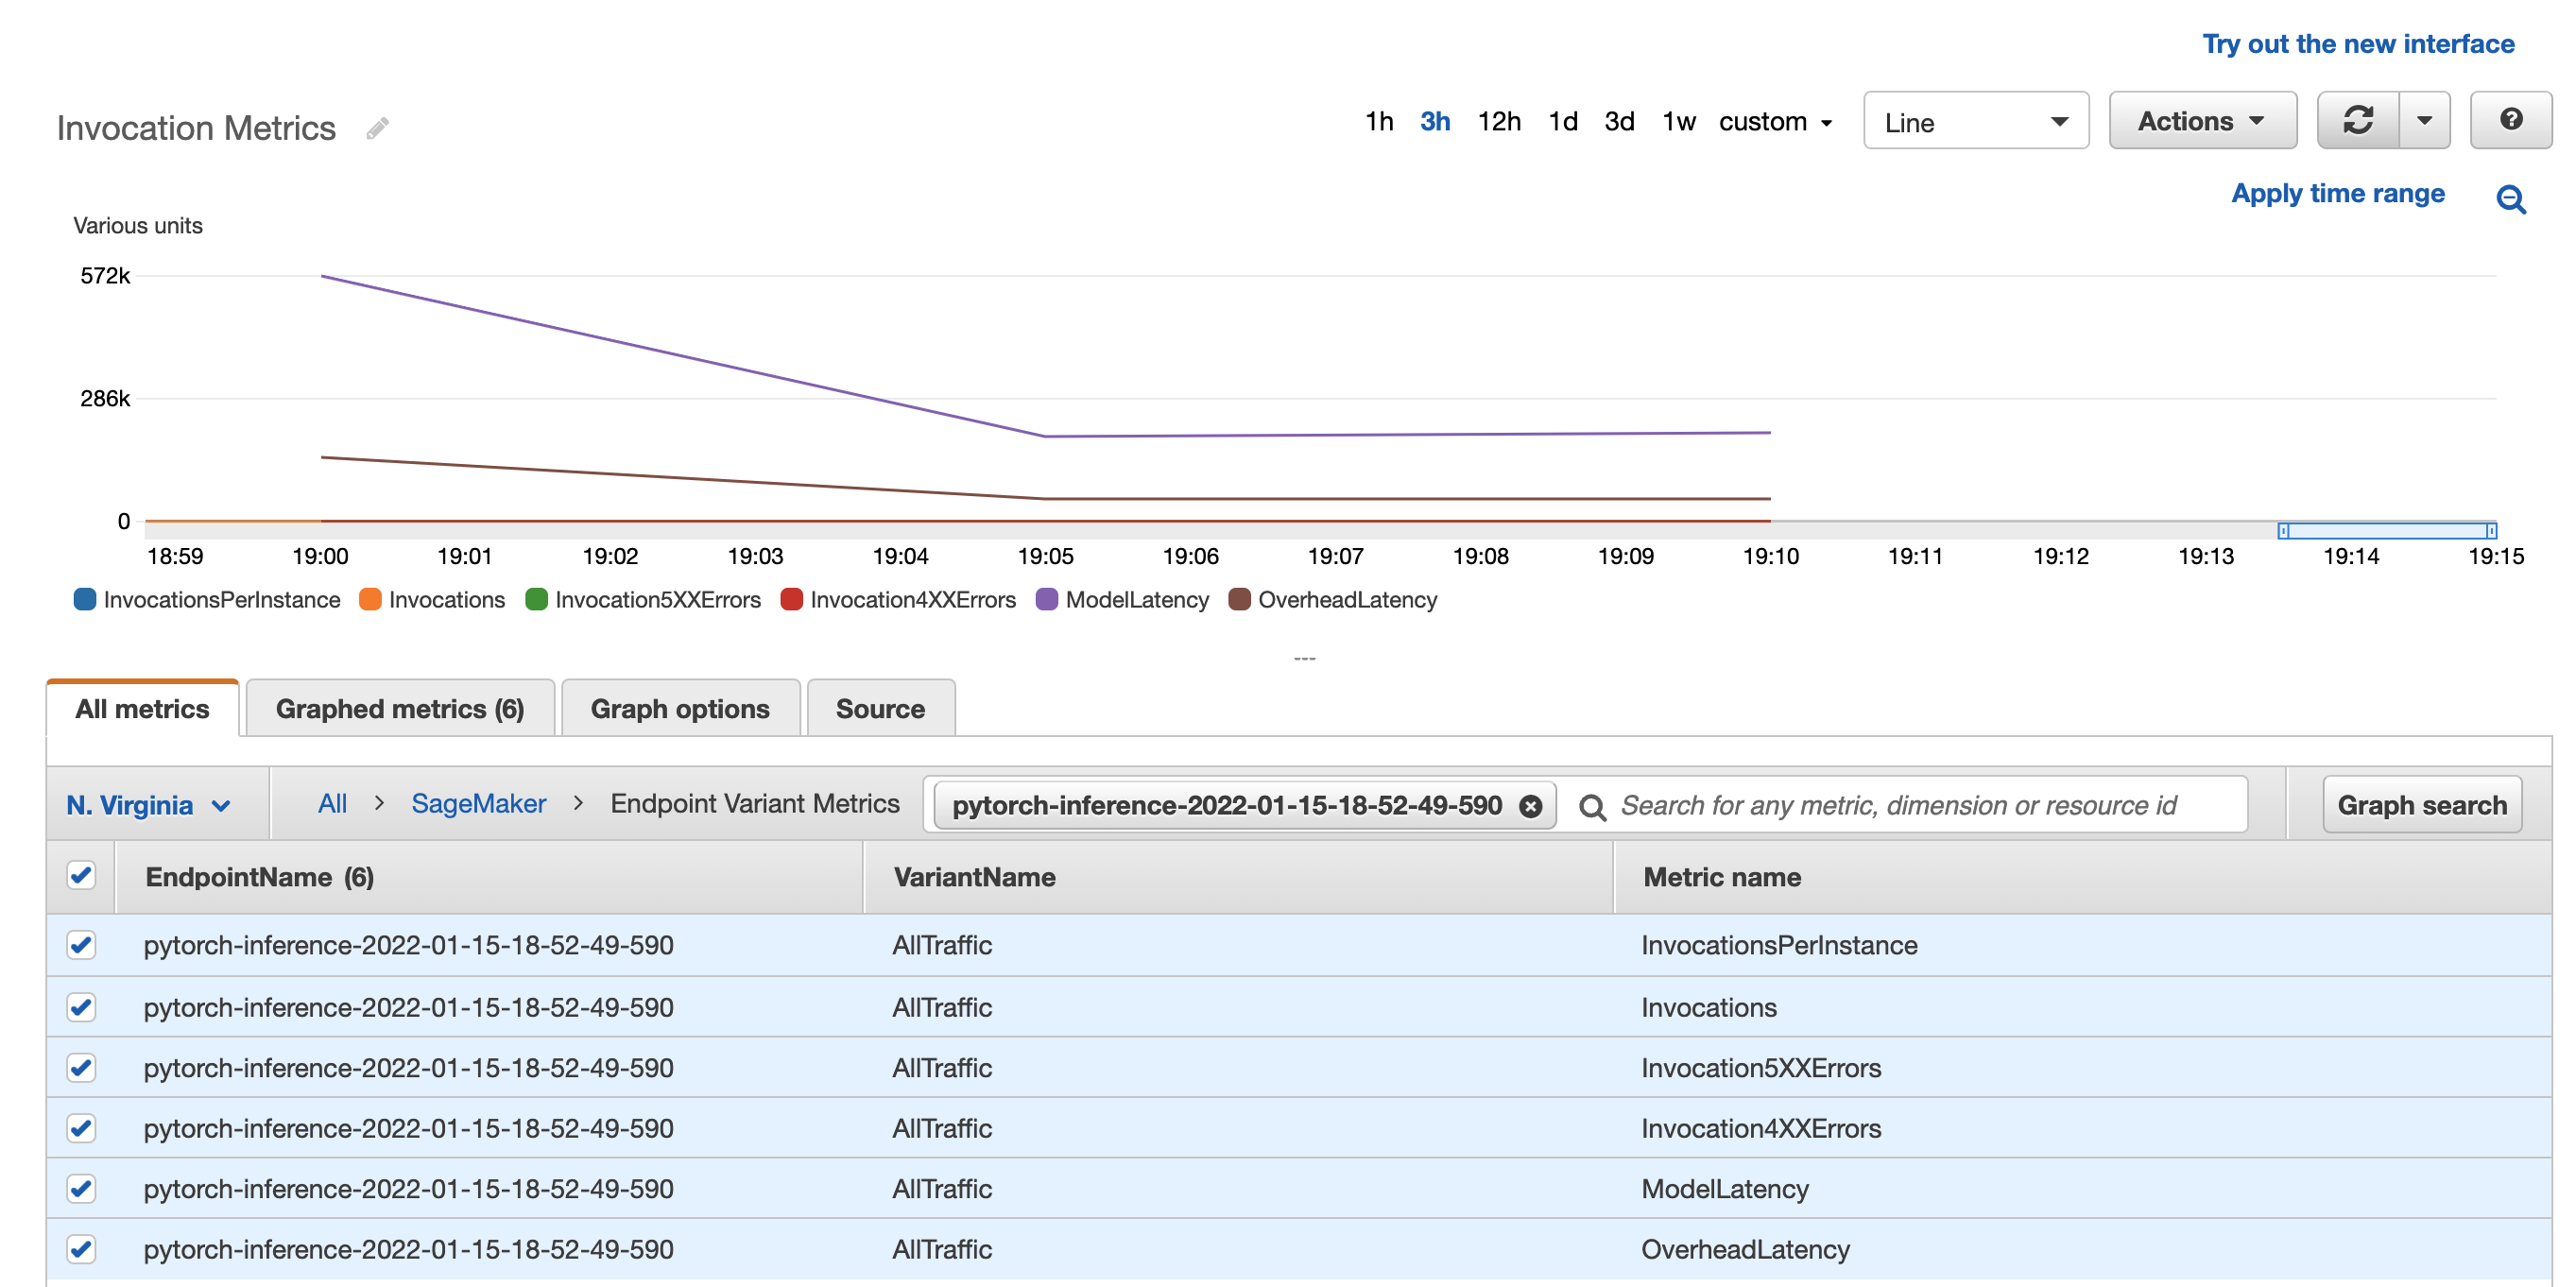 Try out the new interface
Invocation Metrics
1h 3h 12h 1d 3d 1w custom Line Actions
Apply time range
Various units
572k
286k
0
18:59 19:00 19:01 19:02 19:03 19:04 19:05 19:06 19:07 19:08 19:09 19:10 19:11 19:12 19:13 19:14 19:15
InvocationsPerInstance Invocations Invocation5XXErrors Invocation4XXErrors ModelLatency OverheadLatency
All metrics Graphed metrics (6) Graph options Source
N. Virginia All > SageMaker > Endpoint Variant Metrics pytorch-inference-2022-01-15-18-52-49-590 Search for any metric, dimension or resource id Graph search
EndpointName (6) VariantName Metric name
pytorch-inference-2022-01-15-18-52-49-590 AllTraffic InvocationsPerInstance
pytorch-inference-2022-01-15-18-52-49-590 AllTraffic Invocations
pytorch-inference-2022-01-15-18-52-49-590 AllTraffic Invocation5XXErrors
pytorch-inference-2022-01-15-18-52-49-590 AllTraffic Invocation4XXErrors
pytorch-inference-2022-01-15-18-52-49-590 AllTraffic ModelLatency
pytorch-inference-2022-01-15-18-52-49-590 AllTraffic OverheadLatency